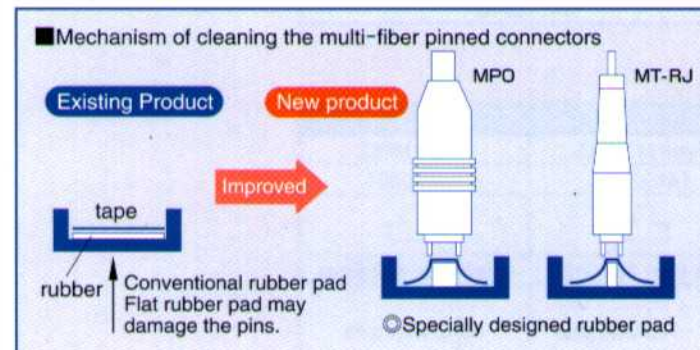 ■Mechanism of cleaning the multi-fiber pinned connectors
MPO
MT-RJ
Existing Product
New product
Improved
tape
rubber
Conventional rubber pad
Flat rubber pad may
damage the pins.
◎Specially designed rubber pad